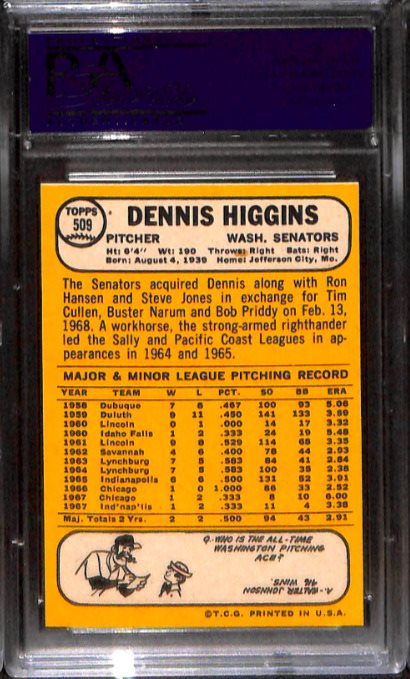 PSA
TOPPS
509
DENNIS HIGGINS
PITCHER WASH. SENATORS
Ht: 6'4" Wt: 190 Throws: Right Bats: Right
Born: August 4, 1939 Home: Jefferson City, Mo.
The Senators acquired Dennis along with Ron
Hansen and Steve Jones in exchange for Tim
Cullen, Buster Narum and Bob Priddy on Feb. 13,
1968. A workhorse, the strong-armed righthander
led the Sally and Pacific Coast Leagues in ap-
pearances in 1964 and 1965.
MAJOR & MINOR LEAGUE PITCHING RECORD
YEAR TEAM W L PCT. SO BB ERA
1958 Dubuque 7 8 .467 100 93 5.06
1959 Duluth 9 11 .450 141 133 3.59
1960 Lincoln 0 1 .000 14 17 3.32
1960 Idaho Falls 1 2 .333 24 19 5.48
1961 Lincoln 9 8 .529 114 68 3.35
1962 Savannah 4 6 .400 78 44 2.93
1963 Lynchburg 7 5 .583 84 41 3.64
1964 Lynchburg 7 5 .583 100 35 2.38
1965 Indianapolis 6 6 .500 131 52 3.91
1966 Chicago 1 0 1.000 86 33 2.52
1967 Chicago 1 2 .333 8 10 6.00
1967 Ind'nap'lis 1 2 .333 11 4 3.38
Maj. Totals 2 Yrs. 2 2 .500 94 43 2.91
Q-WHO IS THE ALL-TIME
WASHINGTON PITCHING
ACE?
A-WALTER JOHNSON
416 WINS.
©T.C.G. PRINTED IN U.S.A.